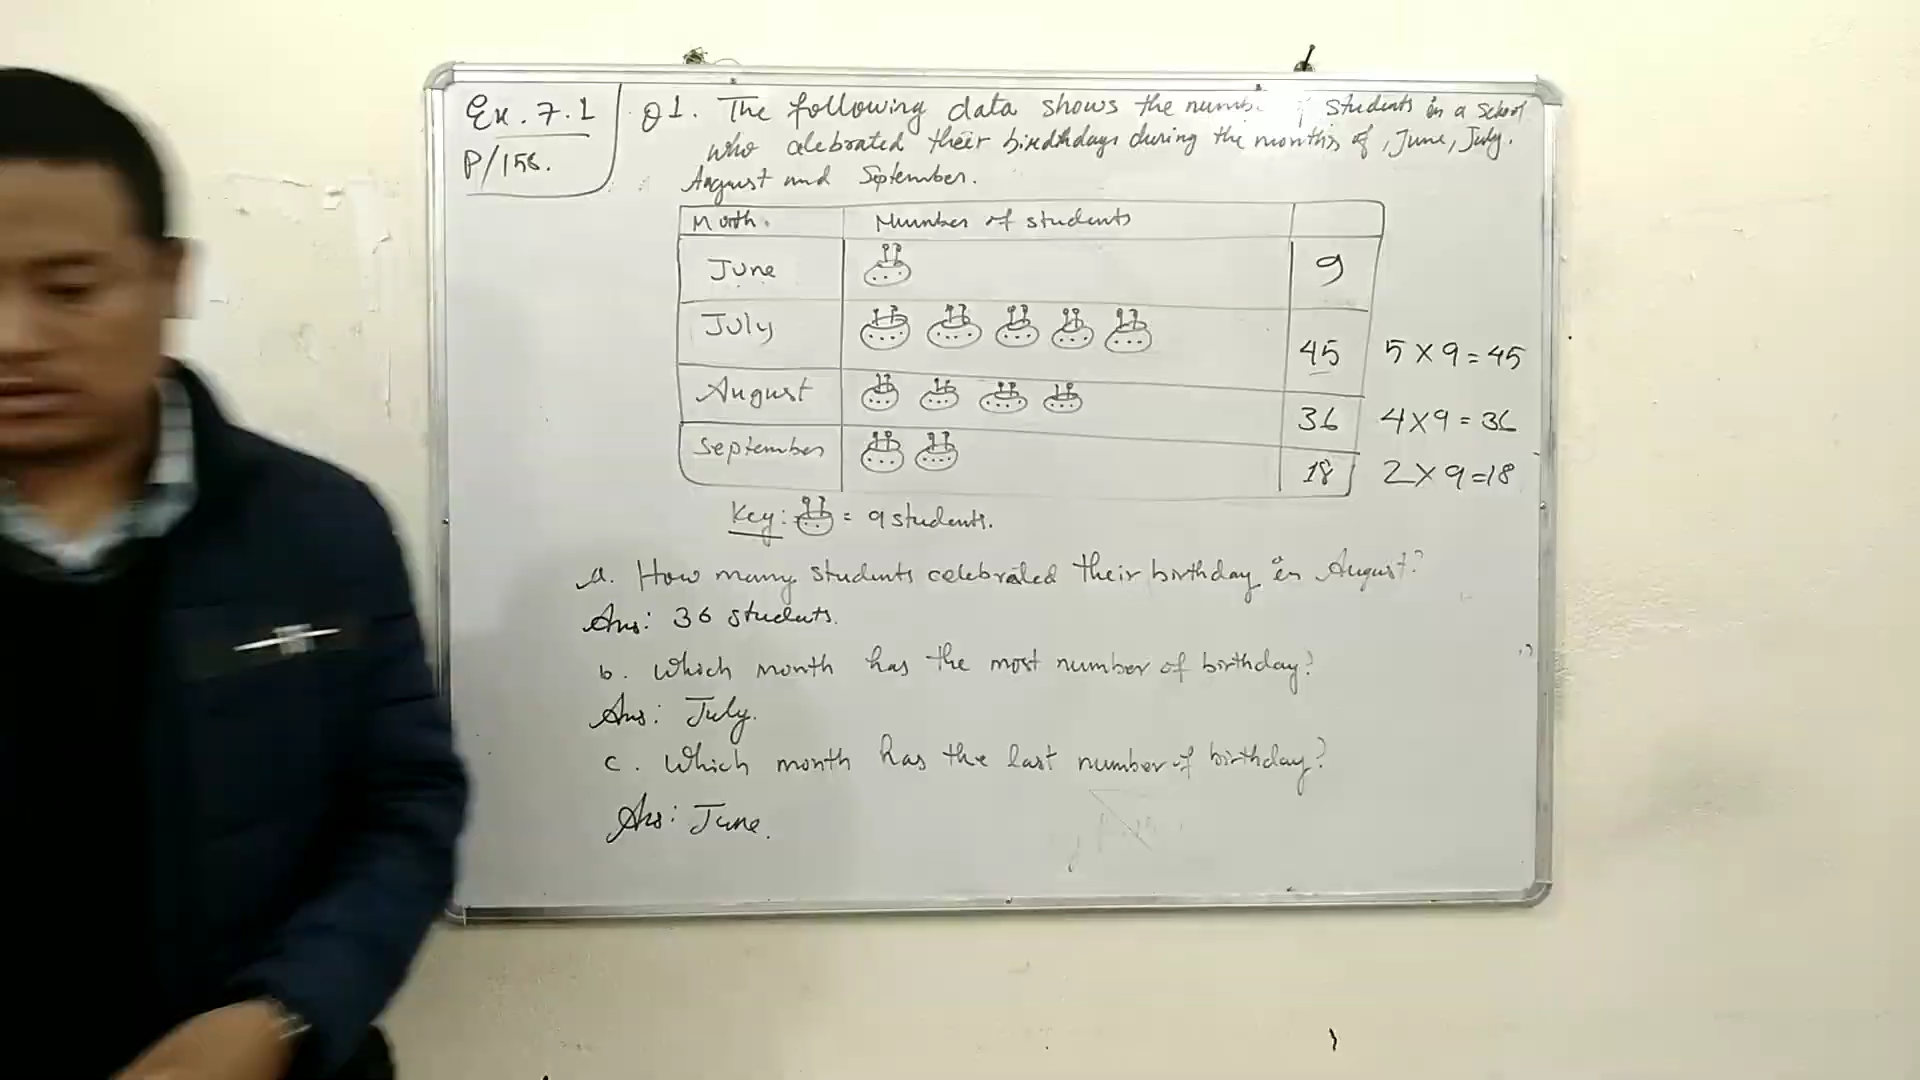 Ex. 7.1
P/158.
Q1. The following data shows the numb students in a school
who celebrated their birthdays during the months of, June, July.
August and September.
Month. Number of students
June 9
July 45 5 X 9 = 45
August 36 4 X 9 = 36
September 18 2 X 9 = 18
Key: = 9 students.
a. How many students celebrated their birthday in August?
Ans: 36 students.
b. Which month has the most number of birthday?
Ans: July.
c. Which month has the last number of birthday?
Ans: June.